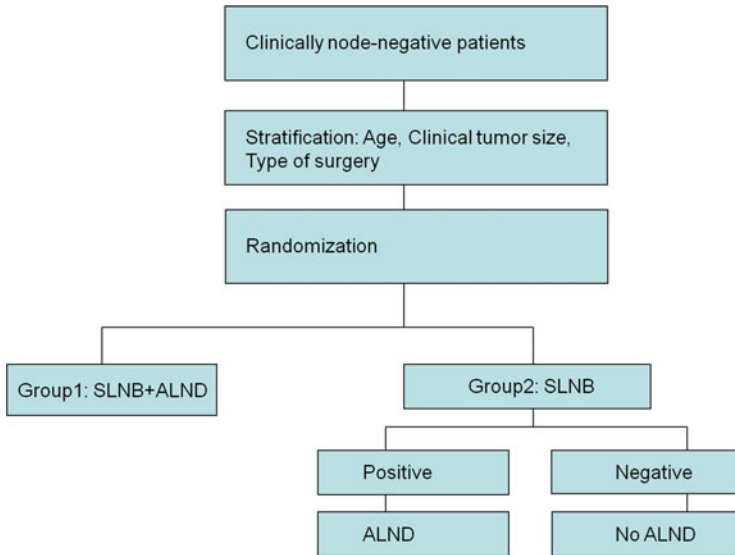 Clinically node-negative patients
Stratification: Age, Clinical tumor size,
Type of surgery
Randomization
Group1: SLNB+ALND
Group2: SLNB
Positive
Negative
ALND
No ALND